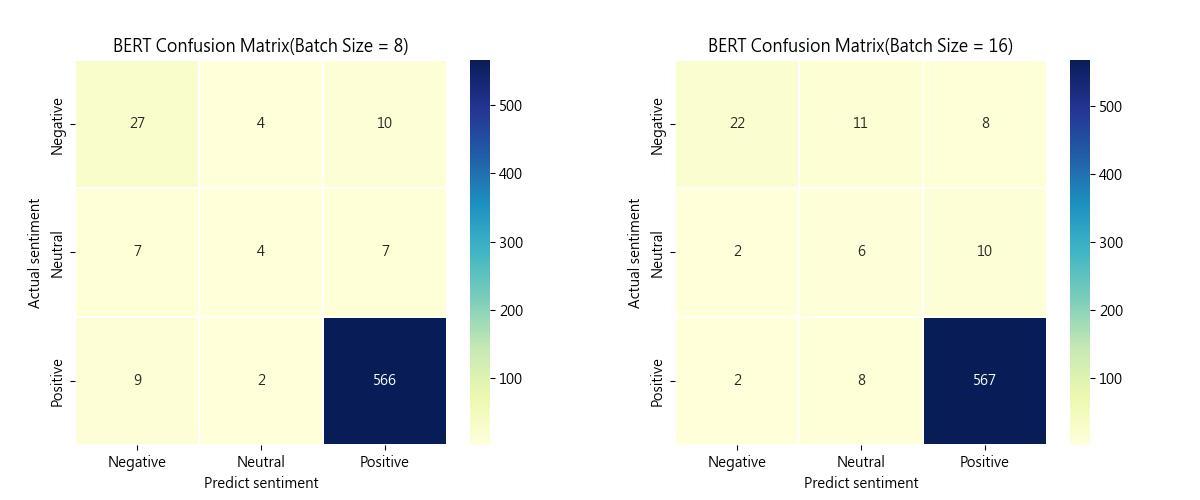 BERT Confusion Matrix(Batch Size = 8)
Actual sentiment
Negative
Neutral
Positive
27 4 10
7 4 7
9 2 566
Negative Neutral Positive
Predict sentiment
500
400
300
200
100
BERT Confusion Matrix(Batch Size = 16)
Actual sentiment
Negative
Neutral
Positive
22 11 8
2 6 10
2 8 567
Negative Neutral Positive
Predict sentiment
500
400
300
200
100